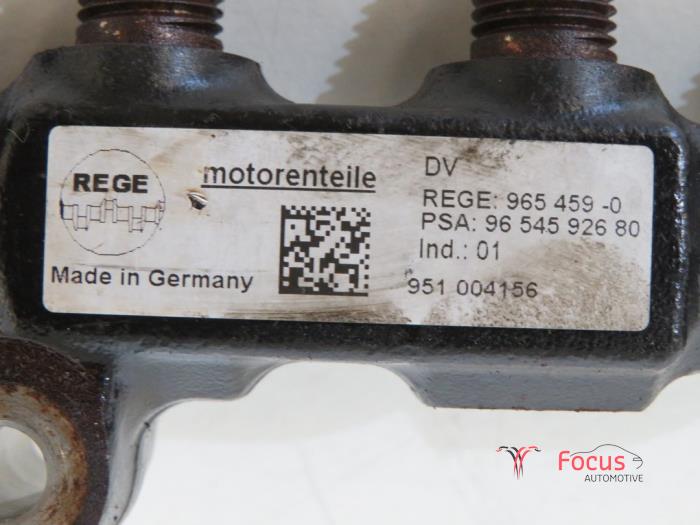 REGE
motorenteile
Made in Germany
DV
REGE: 965 459 -0
PSA: 96 545 926 80
Ind.: 01
951 004156
Focus
AUTOMOTIVE